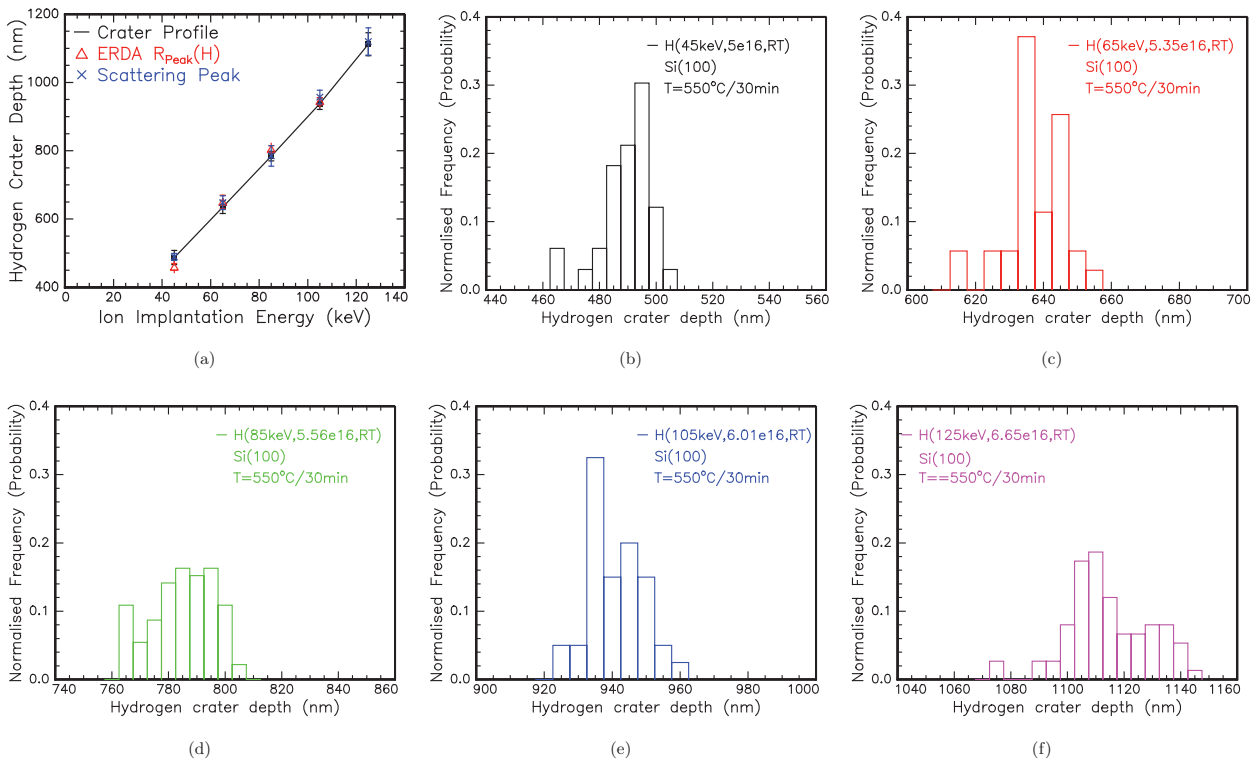 1200
1000
800
600
400
0
20
40
60
80
100
120
140
Hydrogen Crater Depth (nm)
Ion Implantation Energy (keV)
Crater Profile
ERDA RPeak(H)
Scattering Peak
(a)
0.4
0.3
0.2
0.1
0.0
440
460
480
500
520
540
560
Normalised Frequency (Probability)
Hydrogen crater depth (nm)
H(45keV,5e16,RT)
Si(100)
T=550°C/30min
(b)
0.4
0.3
0.2
0.1
0.0
600
620
640
660
680
700
Normalised Frequency (Probability)
Hydrogen crater depth (nm)
H(65keV,5.35e16,RT)
Si(100)
T=550°C/30min
(c)
0.4
0.3
0.2
0.1
0.0
740
760
780
800
820
840
860
Normalised Frequency (Probability)
Hydrogen crater depth (nm)
H(85keV,5.56e16,RT)
Si(100)
T=550°C/30min
(d)
0.4
0.3
0.2
0.1
0.0
900
920
940
960
980
1000
Normalised Frequency (Probability)
Hydrogen crater depth (nm)
H(105keV,6.01e16,RT)
Si(100)
T=550°C/30min
(e)
0.4
0.3
0.2
0.1
0.0
1040
1060
1080
1100
1120
1140
1160
Normalised Frequency (Probability)
Hydrogen crater depth (nm)
H(125keV,6.65e16,RT)
Si(100)
T==550°C/30min
(f)